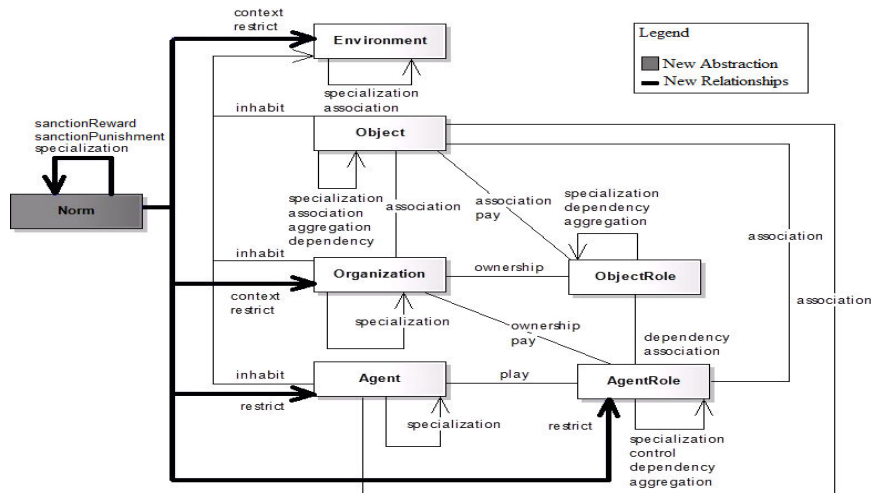 context
restrict
Environment
Legend
New Abstraction
New Relationships
specialization
association
inhabit
Object
sanctionReward
sanctionPunishment
specialization
Norm
specialization
association
aggregation
dependency
association
association
pay
specialization
dependency
aggregation
association
association
inhabit
Organization
ownership
ObjectRole
context
restrict
specialization
ownership
pay
dependency
association
inhabit
Agent
play
AgentRole
restrict
specialization
restrict
specialization
control
dependency
aggregation